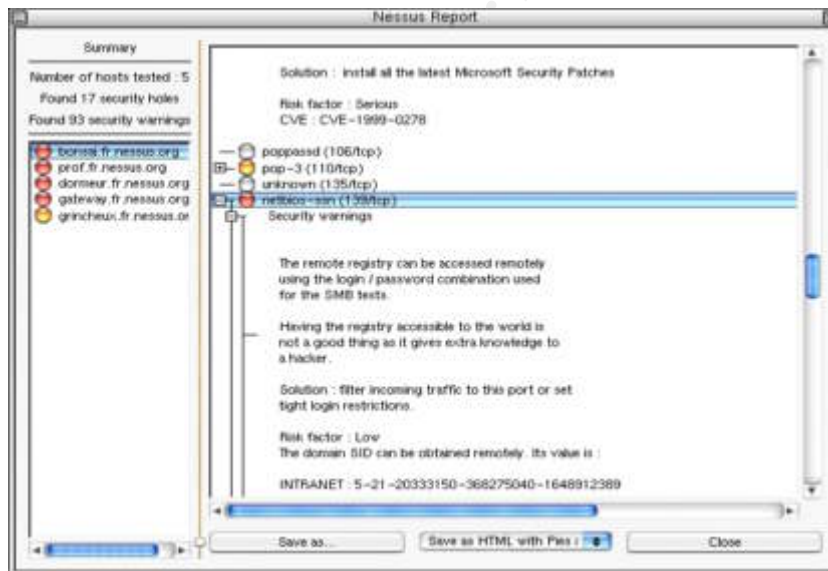 Nessus Report
Summary
Number of hosts tested : 5
Found 17 security holes
Found 93 security warnings
bonsai.fr.nessus.org
prof.fr.nessus.org
dormeur.fr.nessus.org
gateway.fr.nessus.org
grincheux.fr.nessus.or
Solution : install all the latest Microsoft Security Patches
Risk factor : Serious
CVE : CVE-1999-0278
poppassd (106/tcp)
pop-3 (110/tcp)
unknown (135/tcp)
netbios-ssn (139/tcp)
Security warnings
The remote registry can be accessed remotely
using the login / password combination used
for the SMB tests.
Having the registry accessible to the world is
not a good thing as it gives extra knowledge to
a hacker.
Solution : filter incoming traffic to this port or set
tight login restrictions.
Risk factor : Low
The domain SID can be obtained remotely. Its value is :
INTRANET : 5-21-20333150-368275040-1648912389
Save as...
Save as HTML with Pies
Close